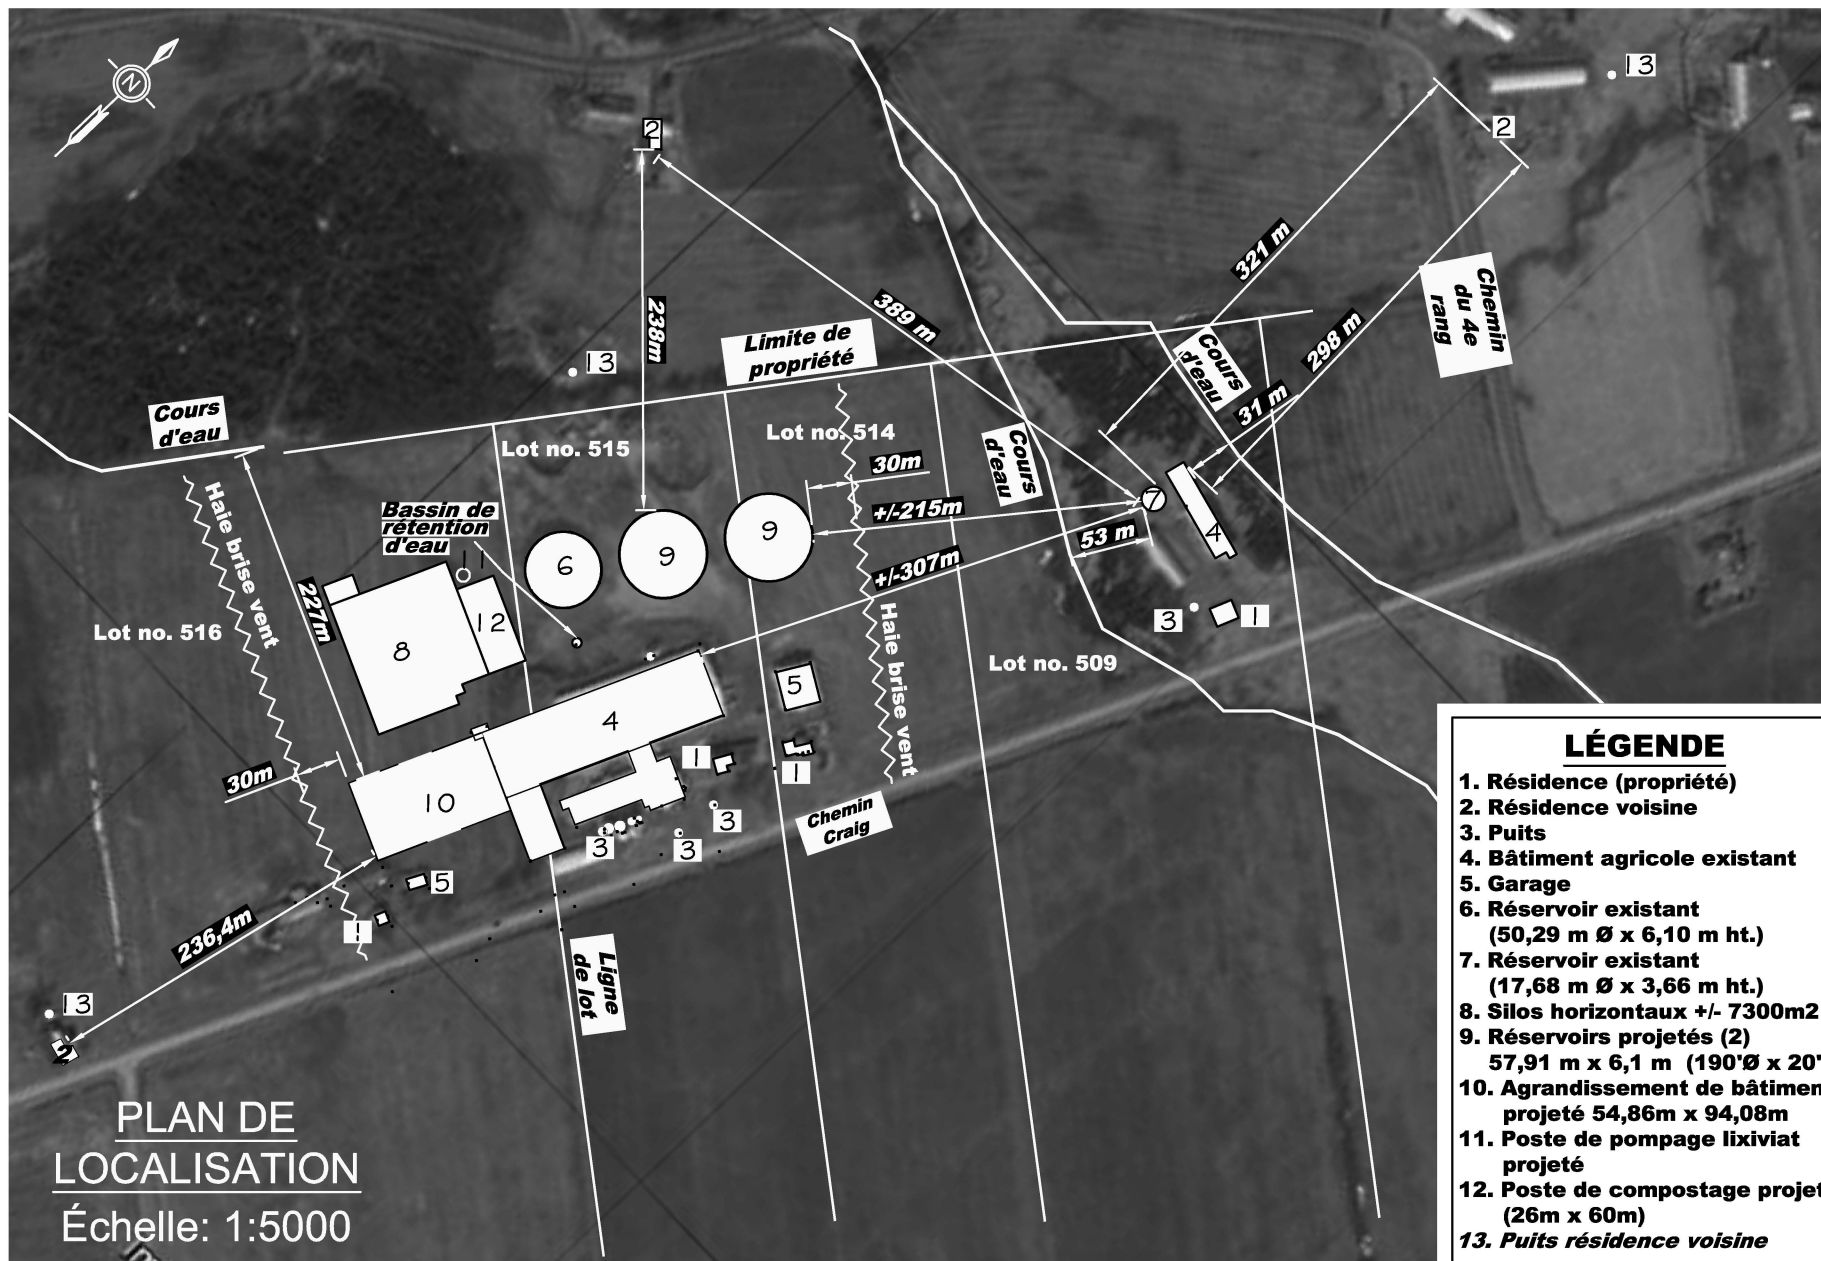 N
13
2
2
321 m
389 m
238m
Chemin
du 4e
rang
298 m
Limite de
propriété
Cours
d'eau
13
31 m
Cours
d'eau
Lot no. 515
Lot no. 514
30m
Cours
d'eau
Haie brise vent
Bassin de
rétention
d'eau
+/-215m
7
9
9
6
4
53 m
11
+/-307m
227m
Lot no. 516
12
8
3
1
Haie brise vent
Lot no. 509
5
4
1
1
30m
10
3
3
3
Chemin
Craig
5
1
236,4m
Ligne
de lot
13
2
PLAN DE
LOCALISATION
Échelle: 1:5000
LÉGENDE
1. Résidence (propriété)
2. Résidence voisine
3. Puits
4. Bâtiment agricole existant
5. Garage
6. Réservoir existant
(50,29 m Ø x 6,10 m ht.)
7. Réservoir existant
(17,68 m Ø x 3,66 m ht.)
8. Silos horizontaux +/- 7300m2
9. Réservoirs projetés (2)
57,91 m x 6,1 m (190'Ø x 20'
10. Agrandissement de bâtimen
projeté 54,86m x 94,08m
11. Poste de pompage lixiviat
projeté
12. Poste de compostage projet
(26m x 60m)
13. Puits résidence voisine